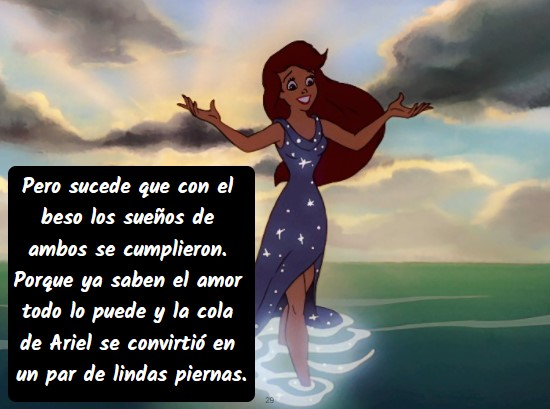 Pero sucede que con el
beso los sueños de
ambos se cumplieron.
Porque ya saben el amor
todo lo puede y la cola
de Ariel se convirtió en
un par de lindas piernas.
29